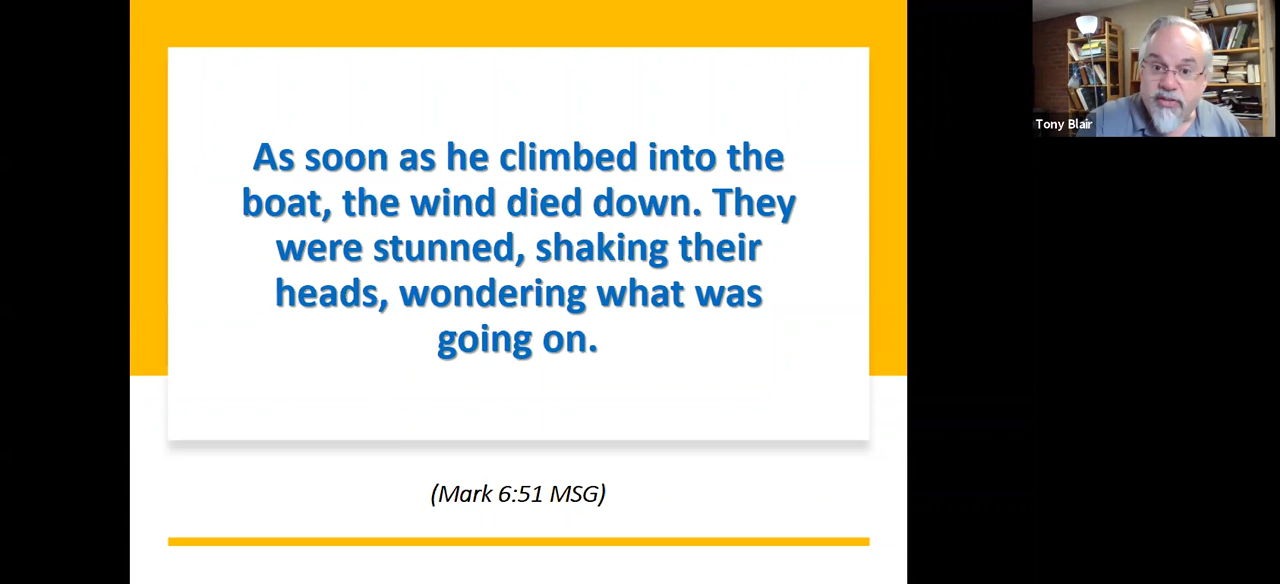 As soon as he climbed into the
boat, the wind died down. They
were stunned, shaking their
heads, wondering what was
going on.
(Mark 6:51 MSG)
Tony Blair